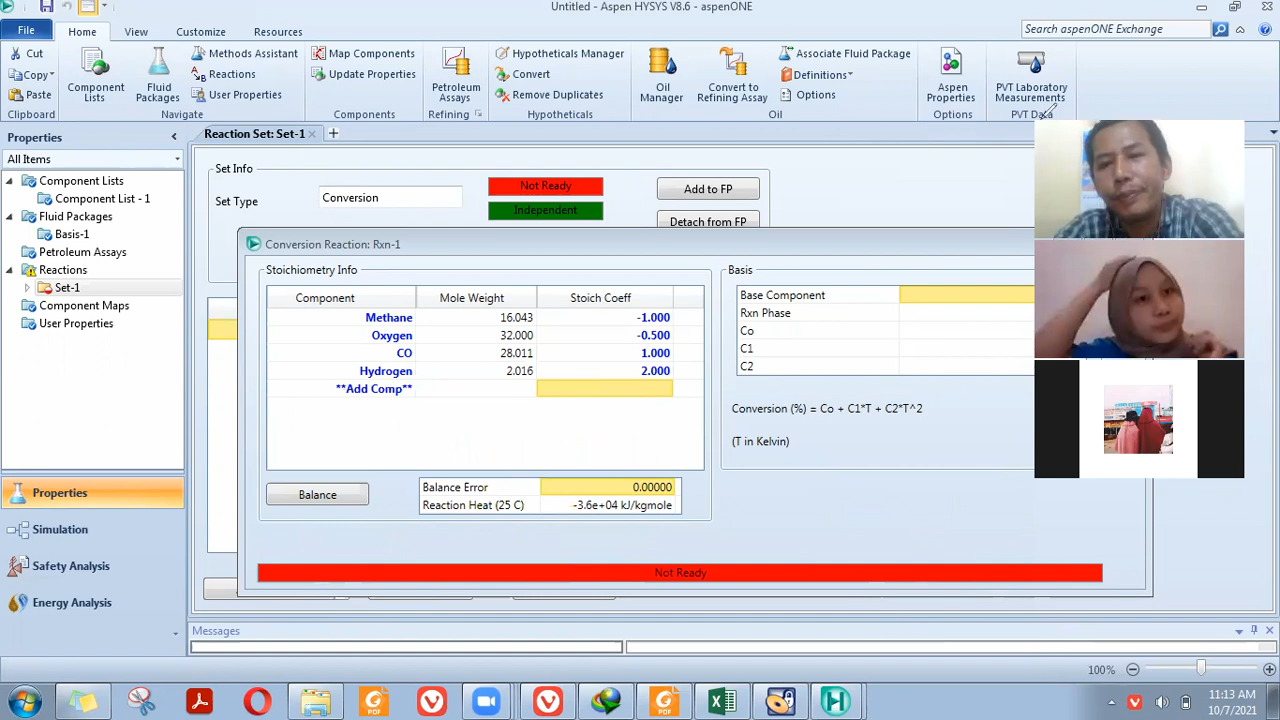 Untitled - Aspen HYSYS V8.6 - aspenONE
File
Home
View
Customize
Resources
Search aspenONE Exchange
Cut
Copy
Paste
Clipboard
Component Lists
Fluid Packages
Methods Assistant
Reactions
User Properties
Navigate
Map Components
Update Properties
Components
Petroleum Assays
Refining
Hypotheticals Manager
Convert
Remove Duplicates
Hypotheticals
Oil Manager
Convert to Refining Assay
Associate Fluid Package
Definitions
Options
Oil
Aspen Properties
Options
PVT Laboratory Measurements
PVT Data
Properties
All Items
Component Lists
Component List - 1
Fluid Packages
Basis-1
Petroleum Assays
Reactions
Set-1
Component Maps
User Properties
Properties
Simulation
Safety Analysis
Energy Analysis
Reaction Set: Set-1
Set Info
Set Type
Conversion
Not Ready
Independent
Add to FP
Detach from FP
Conversion Reaction: Rxn-1
Stoichiometry Info
Component Mole Weight Stoich Coeff
Methane 16.043 -1.000
Oxygen 32.000 -0.500
CO 28.011 1.000
Hydrogen 2.016 2.000
**Add Comp**
Balance
Balance Error 0.00000
Reaction Heat (25 C) -3.6e+04 kJ/kgmole
Basis
Base Component
Rxn Phase
Co
C1
C2
Conversion (%) = Co + C1*T + C2*T^2
(T in Kelvin)
Not Ready
Messages
100%
11:13 AM
10/7/2021